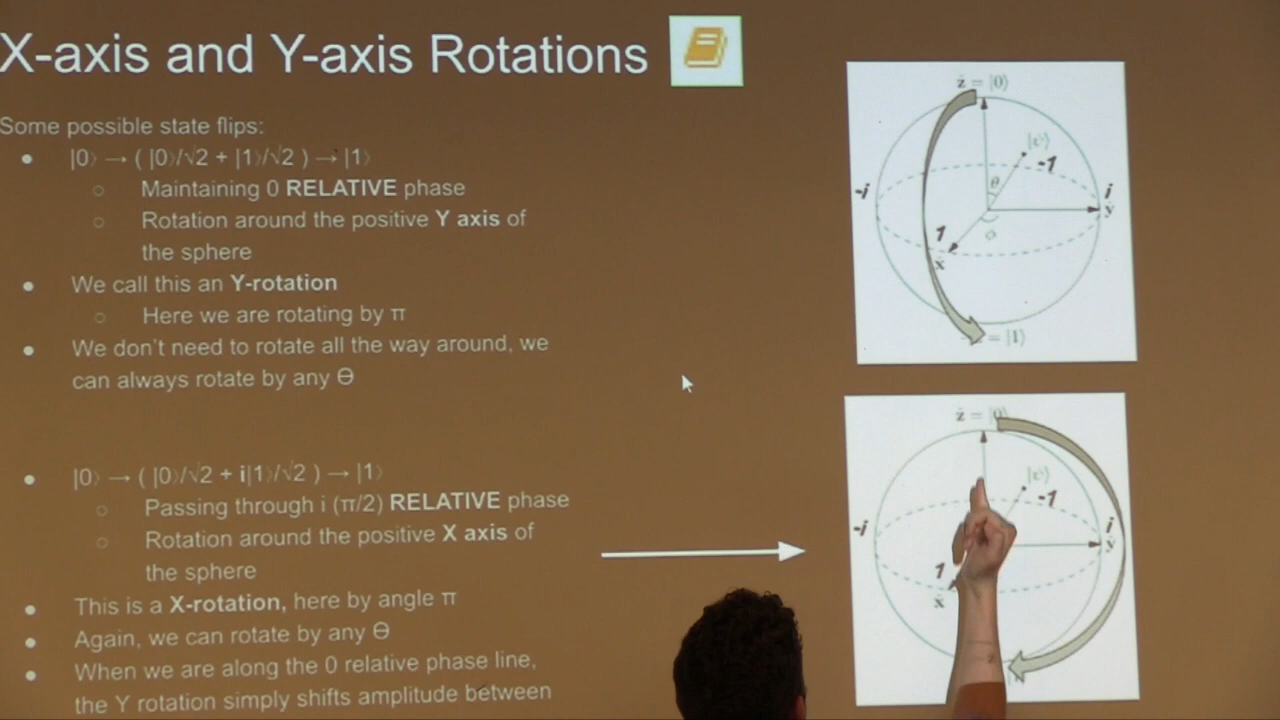 X-axis and Y-axis Rotations
Some possible state flips:
● |0⟩ → ( |0⟩/√2 + |1⟩/√2 ) → |1⟩
○ Maintaining 0 RELATIVE phase
○ Rotation around the positive Y axis of
the sphere
● We call this an Y-rotation
○ Here we are rotating by π
● We don't need to rotate all the way around, we
can always rotate by any Θ
● |0⟩ → ( |0⟩/√2 + i|1⟩/√2 ) → |1⟩
○ Passing through i (π/2) RELATIVE phase
○ Rotation around the positive X axis of
the sphere
● This is a X-rotation, here by angle π
● Again, we can rotate by any Θ
● When we are along the 0 relative phase line,
the Y rotation simply shifts amplitude between
ẑ = |0⟩
|ψ⟩
-1
θ
-i
i
ŷ
1
φ
x̂
= |1⟩
ẑ = |0⟩
|ψ⟩
-1
-i
i
ŷ
1
x̂